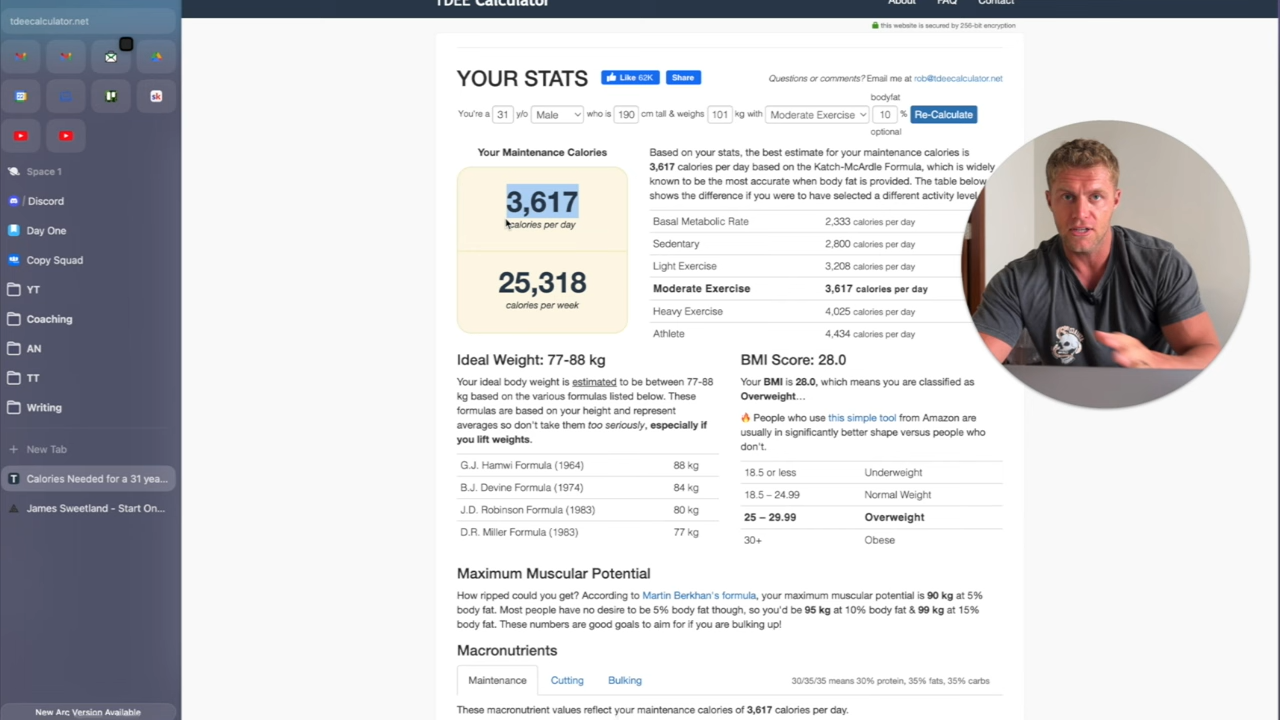 tdeecalculator.net
TDEE Calculator
About FAQ Contact
this website is secured by 256-bit encryption
YOUR STATS
Like 62K
Share
Questions or comments? Email me at rob@tdeecalculator.net
You're a 31 y/o Male who is 190 cm tall & weighs 101 kg with Moderate Exercise bodyfat 10 % optional Re-Calculate
Your Maintenance Calories
3,617
calories per day
25,318
calories per week
Based on your stats, the best estimate for your maintenance calories is
3,617 calories per day based on the Katch-McArdle Formula, which is widely
known to be the most accurate when body fat is provided. The table below
shows the difference if you were to have selected a different activity level.
Basal Metabolic Rate 2,333 calories per day
Sedentary 2,800 calories per day
Light Exercise 3,208 calories per day
Moderate Exercise 3,617 calories per day
Heavy Exercise 4,025 calories per day
Athlete 4,434 calories per day
Ideal Weight: 77-88 kg
Your ideal body weight is estimated to be between 77-88
kg based on the various formulas listed below. These
formulas are based on your height and represent
averages so don't take them too seriously, especially if
you lift weights.
G.J. Hamwi Formula (1964) 88 kg
B.J. Devine Formula (1974) 84 kg
J.D. Robinson Formula (1983) 80 kg
D.R. Miller Formula (1983) 77 kg
BMI Score: 28.0
Your BMI is 28.0, which means you are classified as
Overweight...
🔥 People who use this simple tool from Amazon are
usually in significantly better shape versus people who
don't.
18.5 or less Underweight
18.5 – 24.99 Normal Weight
25 – 29.99 Overweight
30+ Obese
Maximum Muscular Potential
How ripped could you get? According to Martin Berkhan's formula, your maximum muscular potential is 90 kg at 5%
body fat. Most people have no desire to be 5% body fat though, so you'd be 95 kg at 10% body fat & 99 kg at 15%
body fat. These numbers are good goals to aim for if you are bulking up!
Macronutrients
Maintenance Cutting Bulking
30/35/35 means 30% protein, 35% fats, 35% carbs
These macronutrient values reflect your maintenance calories of 3,617 calories per day.
sk
Space 1
Discord
Day One
Copy Squad
YT
Coaching
AN
TT
Writing
New Tab
Calories Needed for a 31 yea...
James Sweetland - Start On...
New Arc Version Available